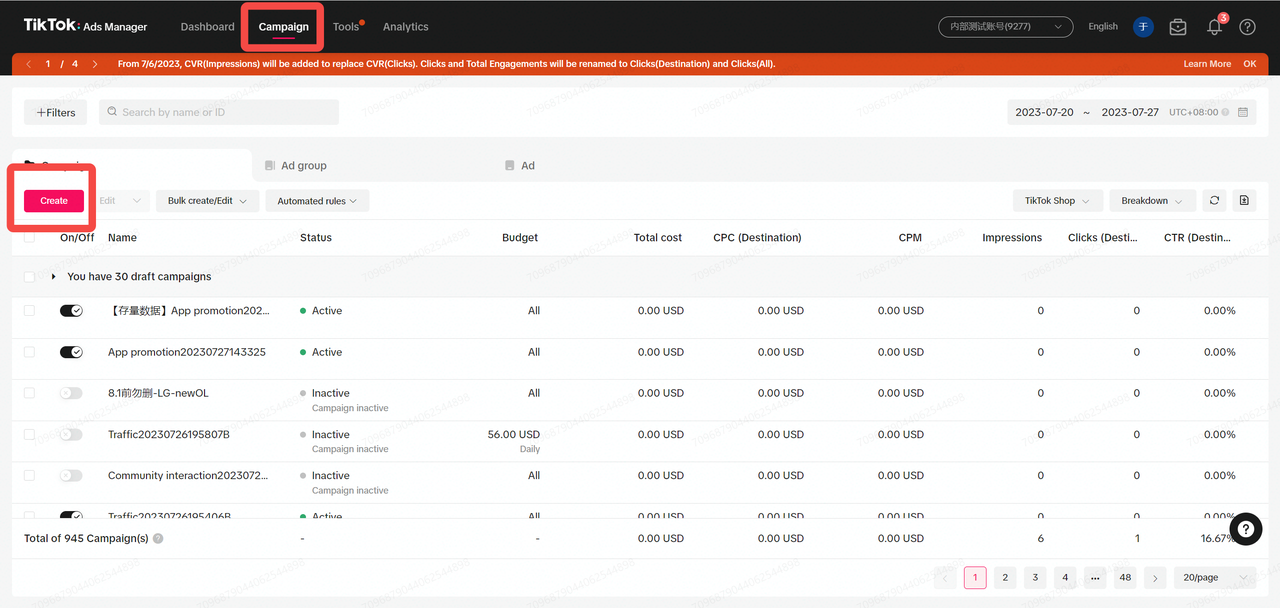 TikTok: Ads Manager Dashboard Campaign Tools Analytics 内部测试账号(9277) English 于 3
1 / 4 From 7/6/2023, CVR(Impressions) will be added to replace CVR(Clicks). Clicks and Total Engagements will be renamed to Clicks(Destination) and Clicks(All). Learn More OK
+Filters Search by name or ID 2023-07-20 ~ 2023-07-27 UTC+08:00
Ad group Ad
Create Edit Bulk create/Edit Automated rules TikTok Shop Breakdown
On/Off Name Status Budget Total cost CPC (Destination) CPM Impressions Clicks (Desti... CTR (Destin...
You have 30 draft campaigns
【存量数据】App promotion202... Active All 0.00 USD 0.00 USD 0.00 USD 0 0 0.00%
App promotion20230727143325 Active All 0.00 USD 0.00 USD 0.00 USD 0 0 0.00%
8.1前勿删-LG-newOL Inactive All 0.00 USD 0.00 USD 0.00 USD 0 0 0.00%
Campaign inactive
Traffic20230726195807B Inactive 56.00 USD 0.00 USD 0.00 USD 0.00 USD 0 0 0.00%
Campaign inactive Daily
Community interaction2023072... Inactive All 0.00 USD 0.00 USD 0.00 USD 0 0 0.00%
Campaign inactive
Traffic20230726195406B Active All 0.00 USD 0.00 USD 0.00 USD 0 0 0.00%
Total of 945 Campaign(s) ? - - 0.00 USD 0.00 USD 0.00 USD 6 1 16.67%
1 2 3 4 ... 48 20/page